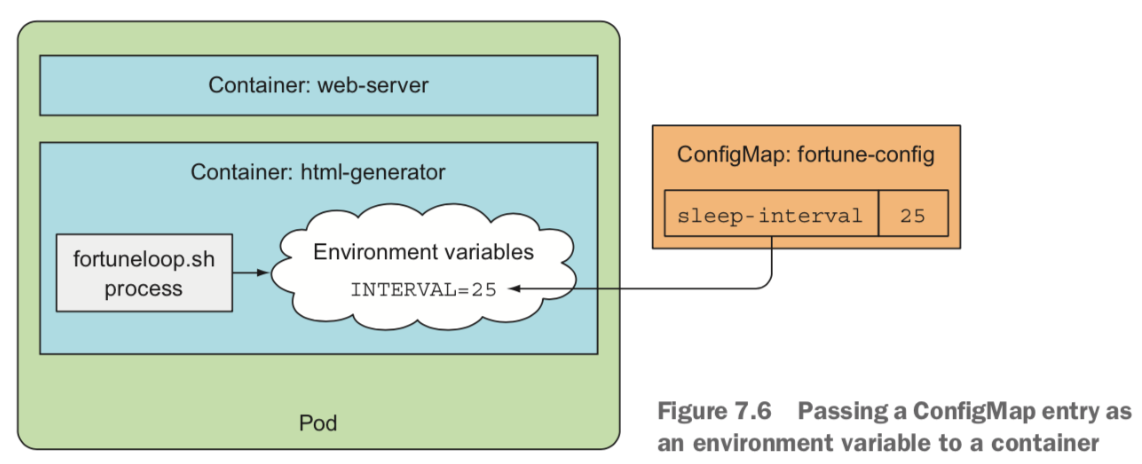 Container: web-server
Container: html-generator
fortuneloop.sh
process
Environment variables
INTERVAL=25
Pod
ConfigMap: fortune-config
sleep-interval 25
Figure 7.6 Passing a ConfigMap entry as
an environment variable to a container